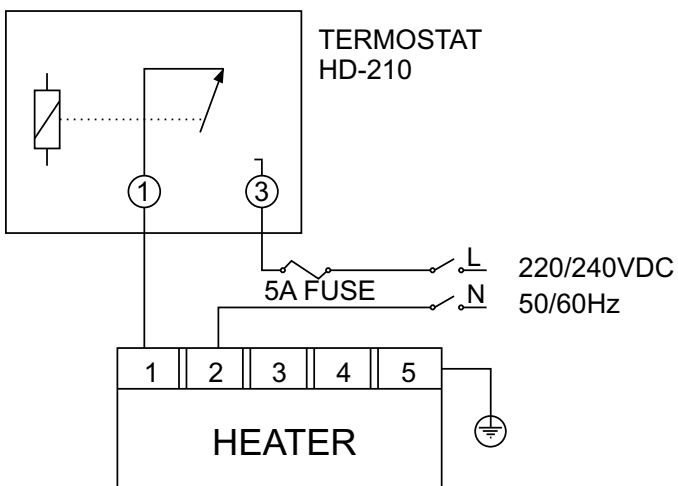 TERMOSTAT
HD-210
1
3
L
220/240VDC
5A FUSE
N
50/60Hz
1 2 3 4 5
HEATER